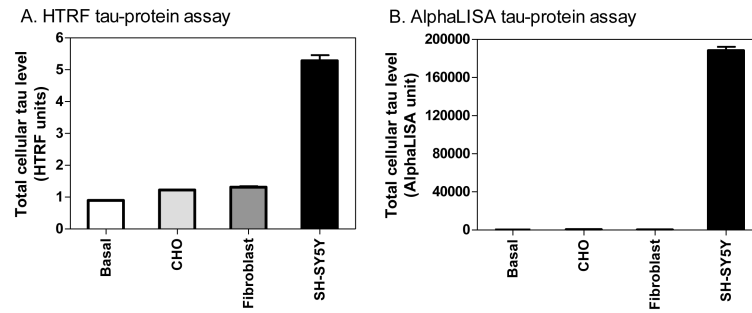 A. HTRF tau-protein assay
Total cellular tau level
(HTRF units)
6
5
4
3
2
1
0
Basal
CHO
Fibroblast
SH-SY5Y
B. AlphaLISA tau-protein assay
Total cellular tau level
(AlphaLISA unit)
200000
160000
120000
80000
40000
0
Basal
CHO
Fibroblast
SH-SY5Y